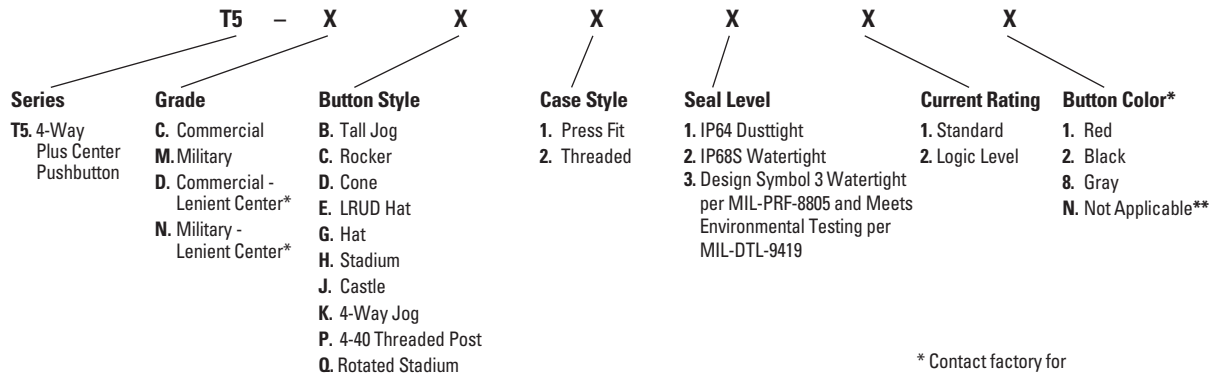 T5 – X X X X X X
Series
T5. 4-Way
Plus Center
Pushbutton
Grade
C. Commercial
M. Military
D. Commercial -
Lenient Center*
N. Military -
Lenient Center*
Button Style
B. Tall Jog
C. Rocker
D. Cone
E. LRUD Hat
G. Hat
H. Stadium
J. Castle
K. 4-Way Jog
P. 4-40 Threaded Post
Q. Rotated Stadium
Case Style
1. Press Fit
2. Threaded
Seal Level
1. IP64 Dusttight
2. IP68S Watertight
3. Design Symbol 3 Watertight
per MIL-PRF-8805 and Meets
Environmental Testing per
MIL-DTL-9419
Current Rating
1. Standard
2. Logic Level
Button Color*
1. Red
2. Black
8. Gray
N. Not Applicable**
* Contact factory for